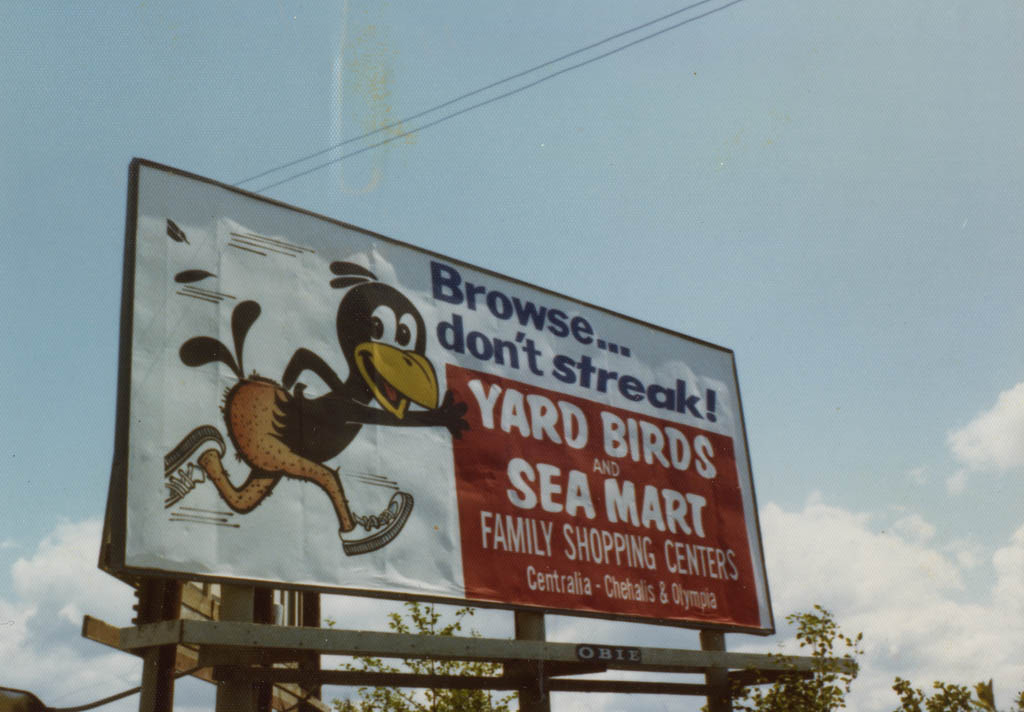 Browse...
don't streak!
YARD BIRDS
AND
SEA MART
FAMILY SHOPPING CENTERS
Centralia - Chehalis & Olympia
OBIE